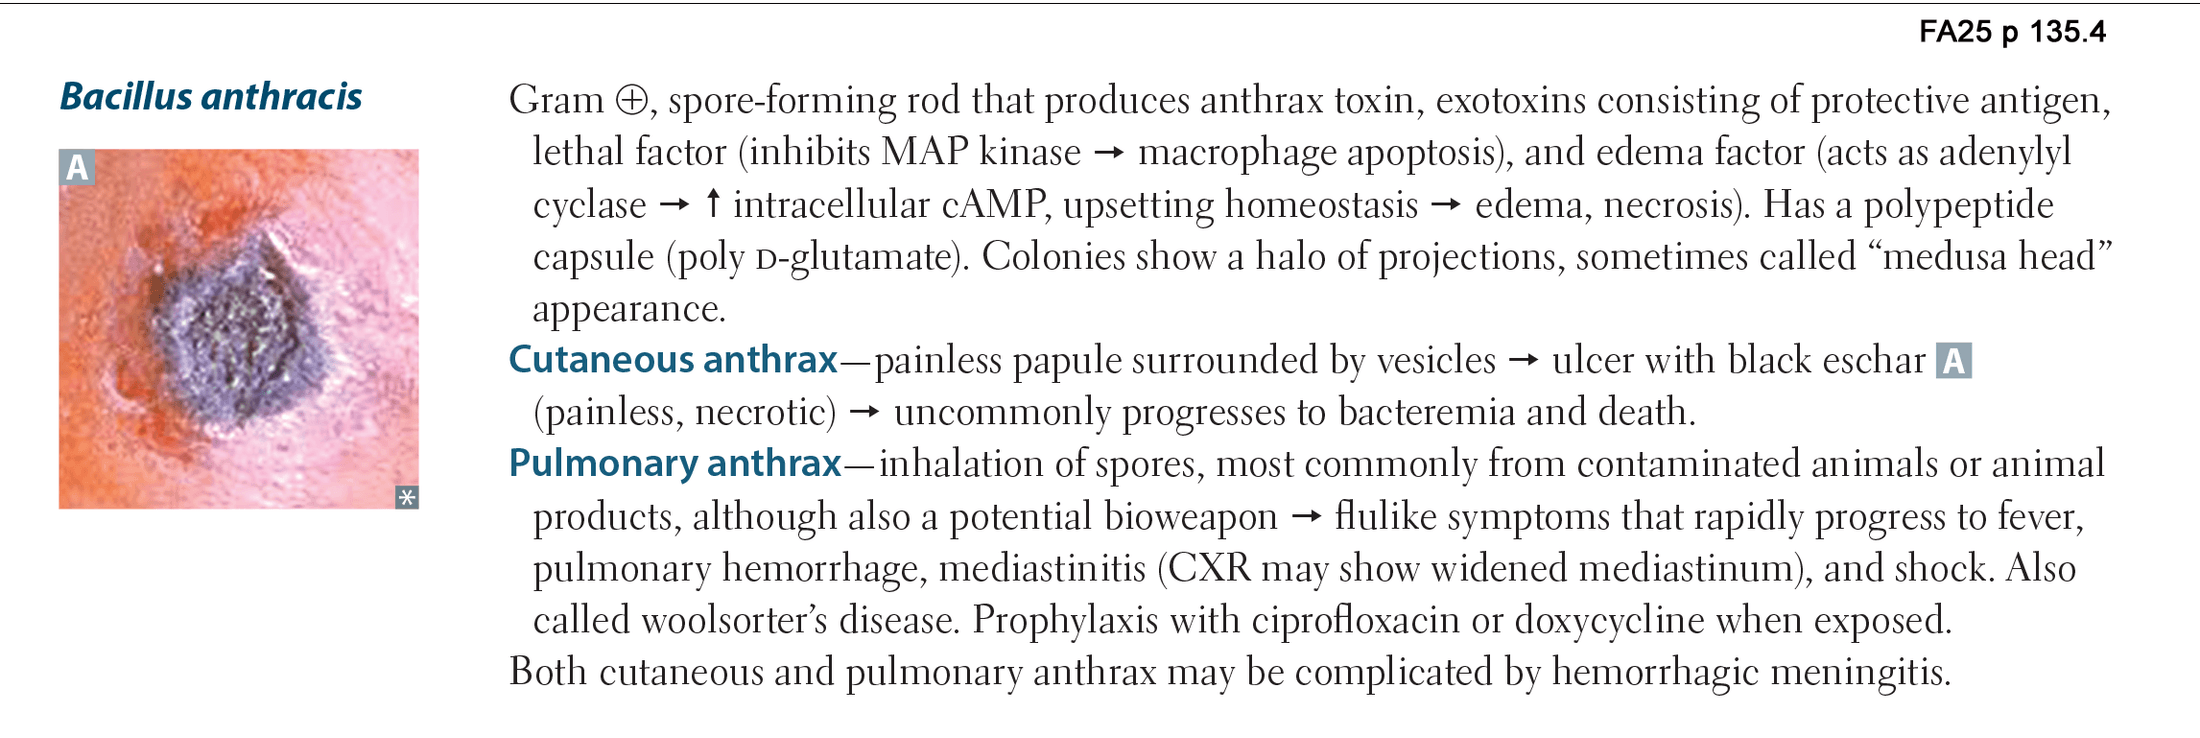 FA25 p 135.4
Bacillus anthracis
A
*
Gram ⊕, spore-forming rod that produces anthrax toxin, exotoxins consisting of protective antigen,
lethal factor (inhibits MAP kinase → macrophage apoptosis), and edema factor (acts as adenylyl
cyclase → ↑ intracellular cAMP, upsetting homeostasis → edema, necrosis). Has a polypeptide
capsule (poly D-glutamate). Colonies show a halo of projections, sometimes called “medusa head”
appearance.
Cutaneous anthrax—painless papule surrounded by vesicles → ulcer with black eschar A
(painless, necrotic) → uncommonly progresses to bacteremia and death.
Pulmonary anthrax—inhalation of spores, most commonly from contaminated animals or animal
products, although also a potential bioweapon → flulike symptoms that rapidly progress to fever,
pulmonary hemorrhage, mediastinitis (CXR may show widened mediastinum), and shock. Also
called woolsorter’s disease. Prophylaxis with ciprofloxacin or doxycycline when exposed.
Both cutaneous and pulmonary anthrax may be complicated by hemorrhagic meningitis.